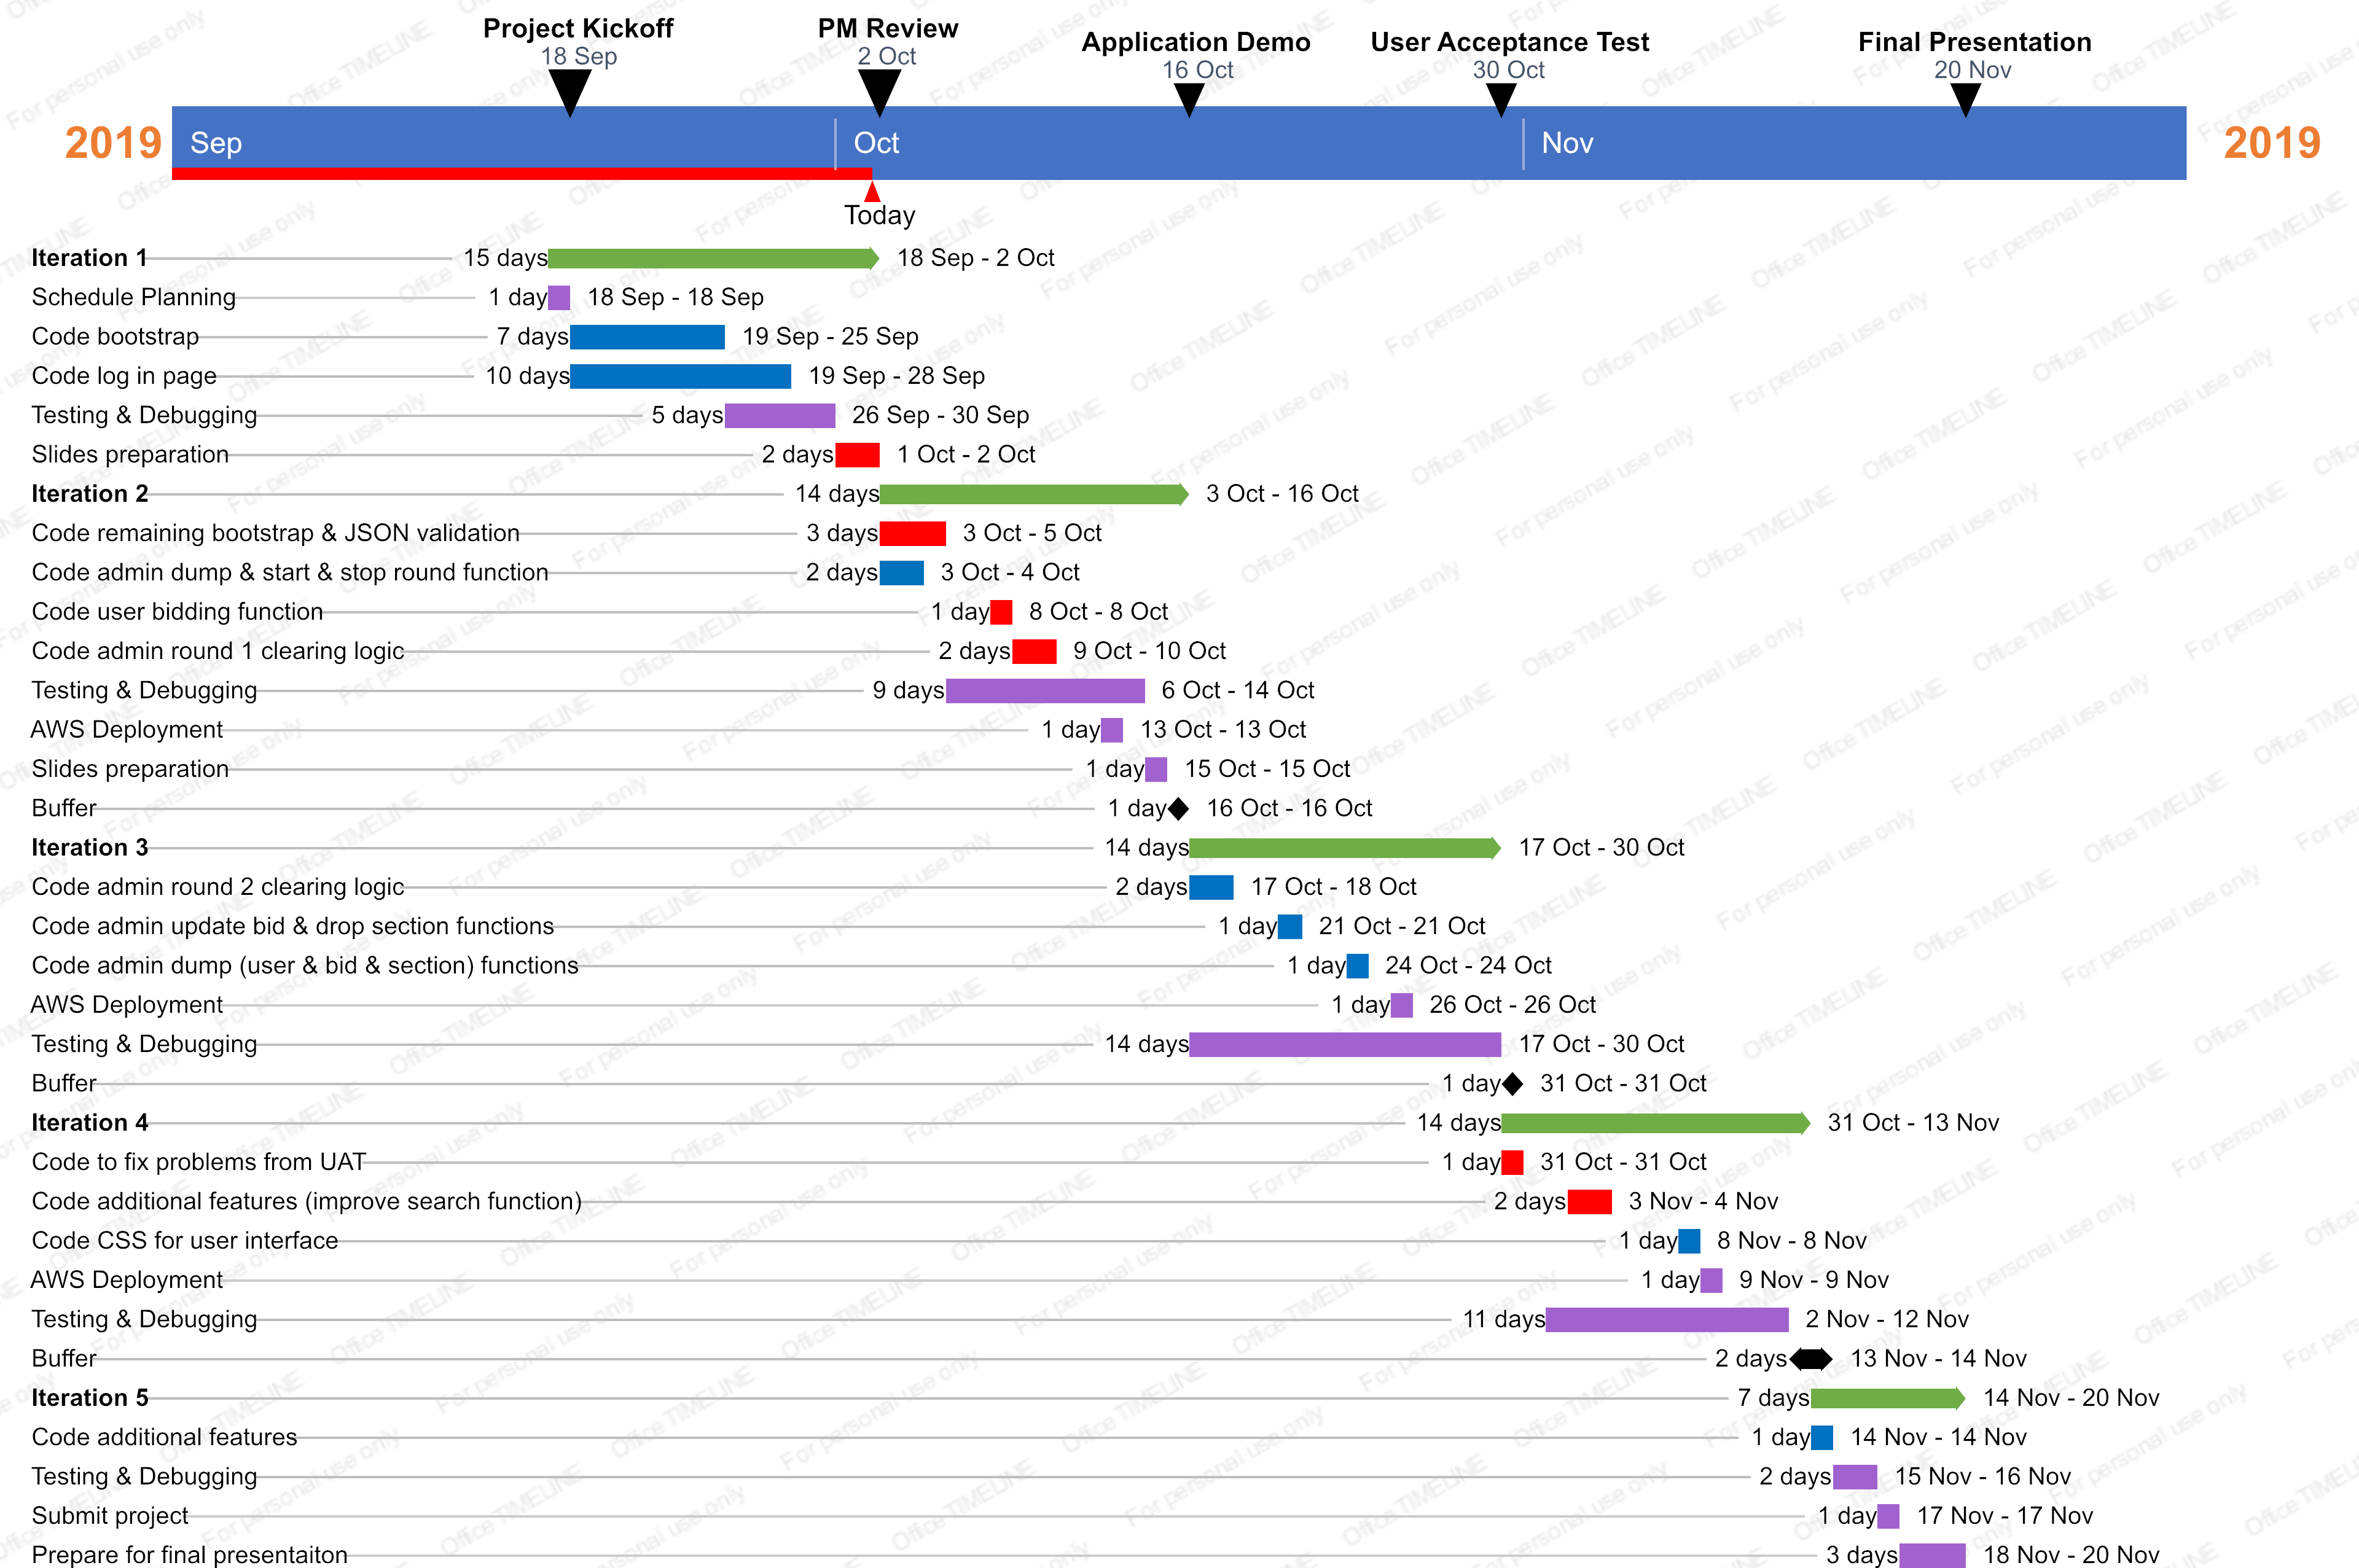 Project Kickoff
18 Sep
PM Review
2 Oct
Application Demo
16 Oct
User Acceptance Test
30 Oct
Final Presentation
20 Nov
2019 Sep Oct Nov 2019
Today
Iteration 1 15 days 18 Sep - 2 Oct
Schedule Planning 1 day 18 Sep - 18 Sep
Code bootstrap 7 days 19 Sep - 25 Sep
Code log in page 10 days 19 Sep - 28 Sep
Testing & Debugging 5 days 26 Sep - 30 Sep
Slides preparation 2 days 1 Oct - 2 Oct
Iteration 2 14 days 3 Oct - 16 Oct
Code remaining bootstrap & JSON validation 3 days 3 Oct - 5 Oct
Code admin dump & start & stop round function 2 days 3 Oct - 4 Oct
Code user bidding function 1 day 8 Oct - 8 Oct
Code admin round 1 clearing logic 2 days 9 Oct - 10 Oct
Testing & Debugging 9 days 6 Oct - 14 Oct
AWS Deployment 1 day 13 Oct - 13 Oct
Slides preparation 1 day 15 Oct - 15 Oct
Buffer 1 day 16 Oct - 16 Oct
Iteration 3 14 days 17 Oct - 30 Oct
Code admin round 2 clearing logic 2 days 17 Oct - 18 Oct
Code admin update bid & drop section functions 1 day 21 Oct - 21 Oct
Code admin dump (user & bid & section) functions 1 day 24 Oct - 24 Oct
AWS Deployment 1 day 26 Oct - 26 Oct
Testing & Debugging 14 days 17 Oct - 30 Oct
Buffer 1 day 31 Oct - 31 Oct
Iteration 4 14 days 31 Oct - 13 Nov
Code to fix problems from UAT 1 day 31 Oct - 31 Oct
Code additional features (improve search function) 2 days 3 Nov - 4 Nov
Code CSS for user interface 1 day 8 Nov - 8 Nov
AWS Deployment 1 day 9 Nov - 9 Nov
Testing & Debugging 11 days 2 Nov - 12 Nov
Buffer 2 days 13 Nov - 14 Nov
Iteration 5 7 days 14 Nov - 20 Nov
Code additional features 1 day 14 Nov - 14 Nov
Testing & Debugging 2 days 15 Nov - 16 Nov
Submit project 1 day 17 Nov - 17 Nov
Prepare for final presentaiton 3 days 18 Nov - 20 Nov
For personal use only
Office TIMELINE